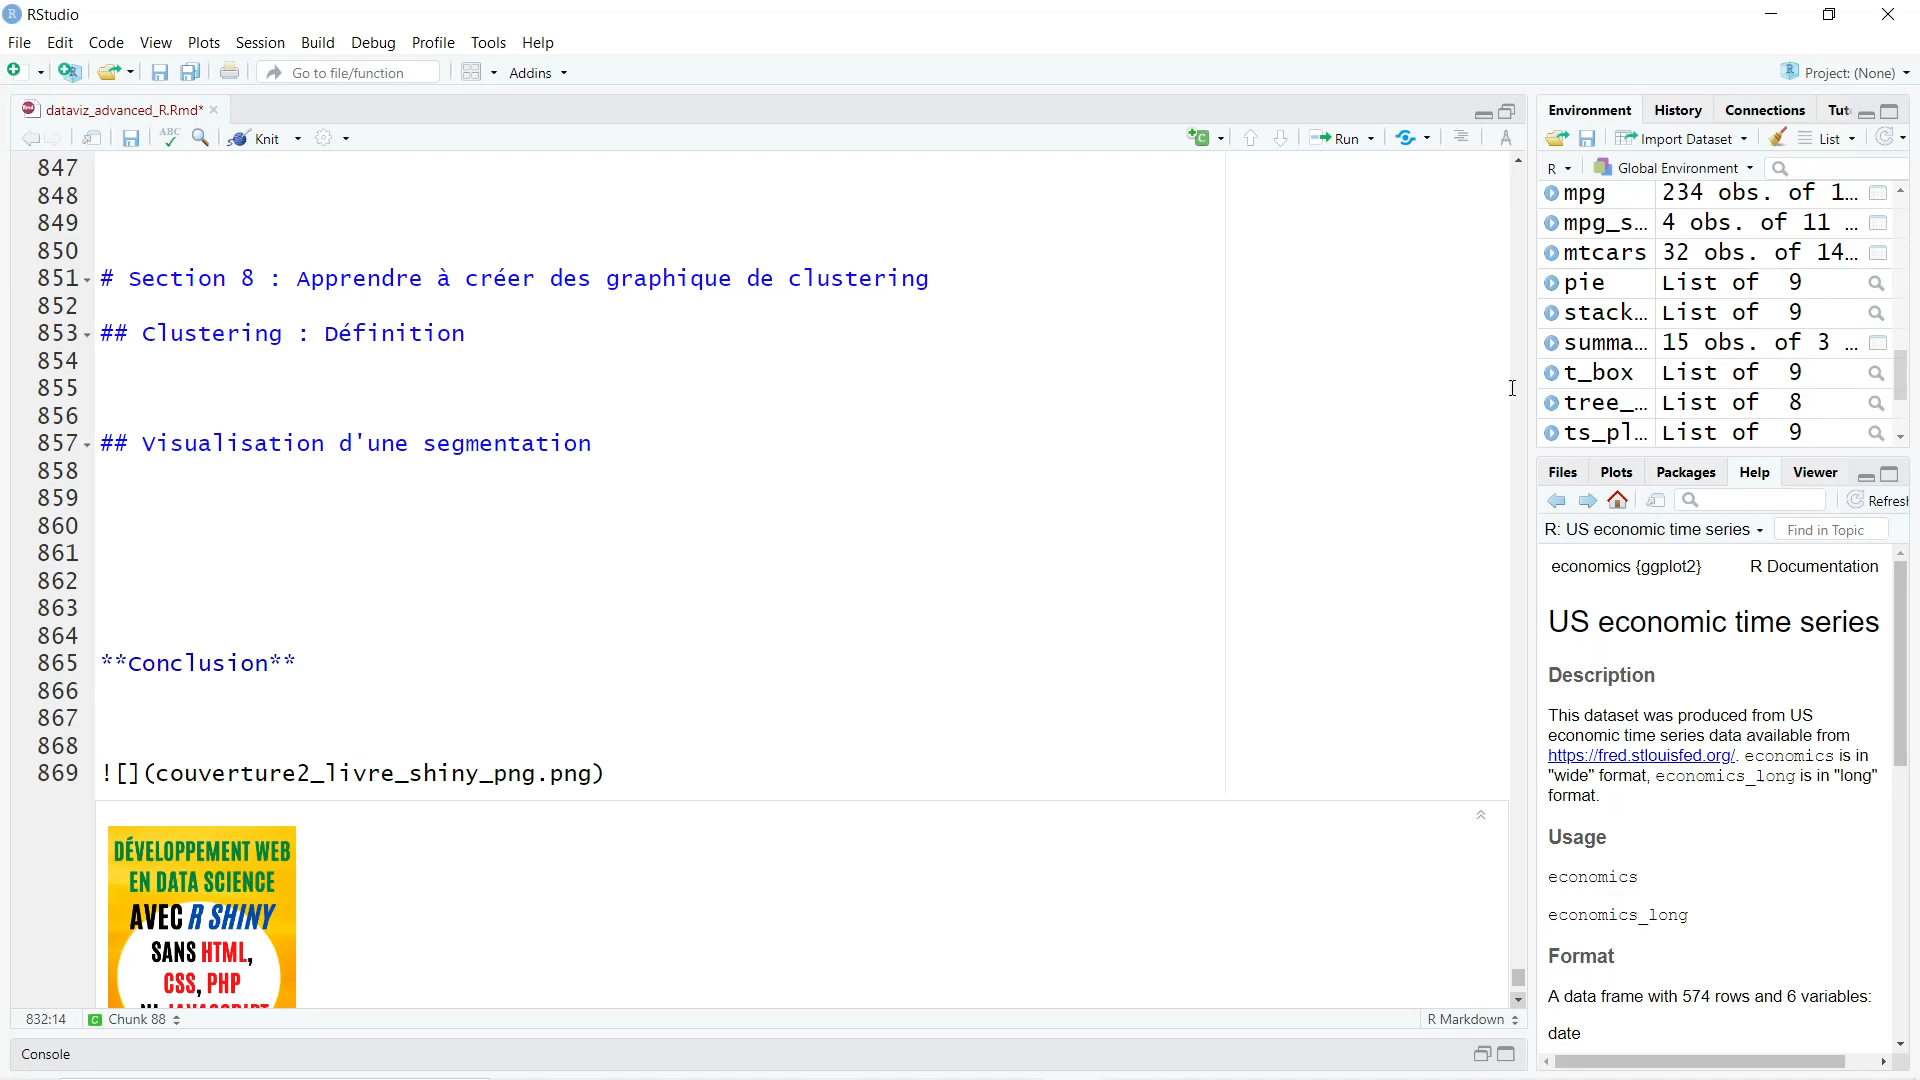 RStudio
File Edit Code View Plots Session Build Debug Profile Tools Help
Go to file/function
Addins
Project: (None)
dataviz_advanced_R.Rmd*
Knit
Run
847
848
849
850
851 # Section 8 : Apprendre à créer des graphique de clustering
852
853 ## Clustering : Définition
854
855
856
857 ## Visualisation d'une segmentation
858
859
860
861
862
863
864
865 **Conclusion**
866
867
868
869 ![](couverture2_livre_shiny_png.png)
DÉVELOPPEMENT WEB
EN DATA SCIENCE
AVEC R SHINY
SANS HTML,
CSS, PHP
832:14 Chunk 88 R Markdown
Console
Environment History Connections Tut
Import Dataset List
R Global Environment
mpg 234 obs. of 1…
mpg_s… 4 obs. of 11 …
mtcars 32 obs. of 14…
pie List of 9
stack… List of 9
summa… 15 obs. of 3 …
t_box List of 9
tree_… List of 8
ts_pl… List of 9
Files Plots Packages Help Viewer
Refresh
R: US economic time series Find in Topic
economics {ggplot2} R Documentation
US economic time series
Description
This dataset was produced from US
economic time series data available from
https://fred.stlouisfed.org/. economics is in
"wide" format, economics_long is in "long"
format.
Usage
economics
economics_long
Format
A data frame with 574 rows and 6 variables:
date